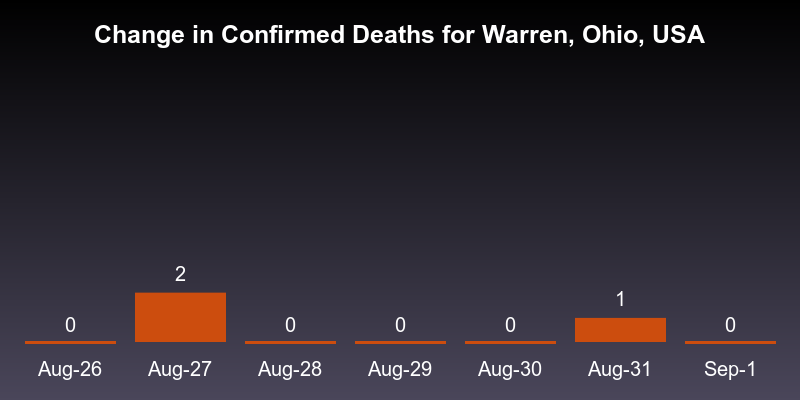 Change in Confirmed Deaths for Warren, Ohio, USA
0 2 0 0 0 1 0
Aug-26 Aug-27 Aug-28 Aug-29 Aug-30 Aug-31 Sep-1